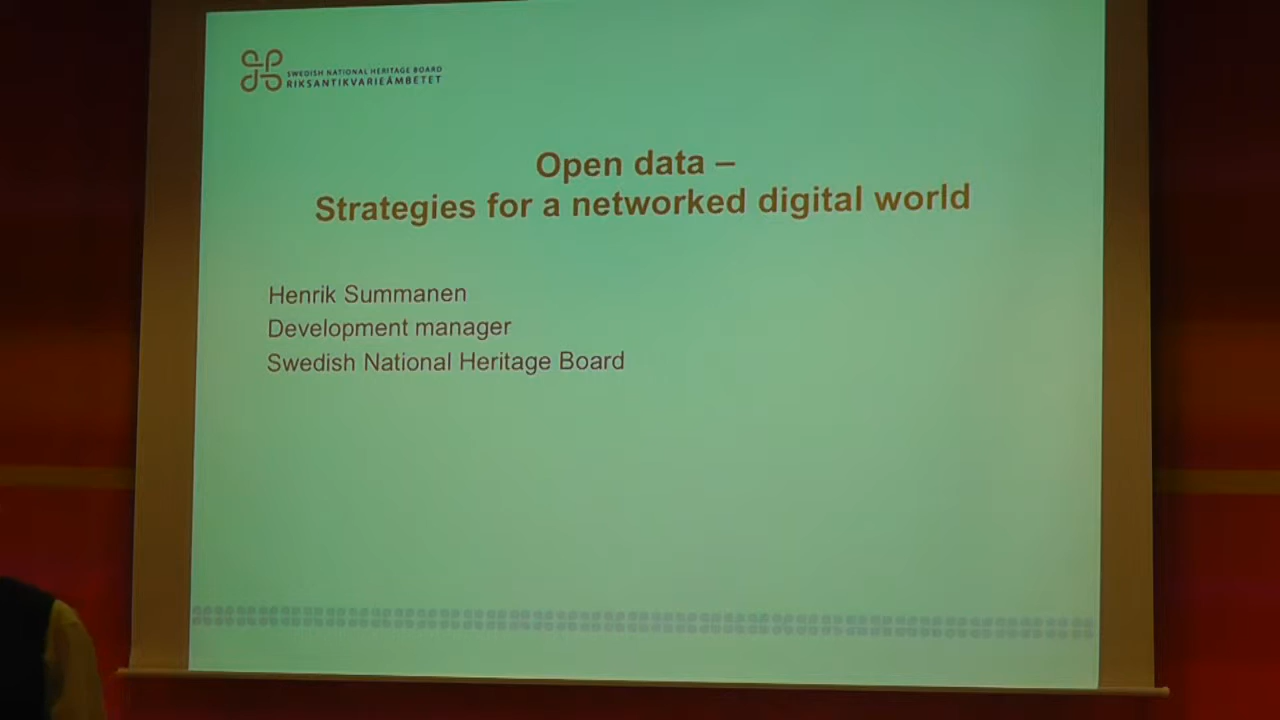 SWEDISH NATIONAL HERITAGE BOARD
RIKSANTIKVARIEÄMBETET
Open data –
Strategies for a networked digital world
Henrik Summanen
Development manager
Swedish National Heritage Board